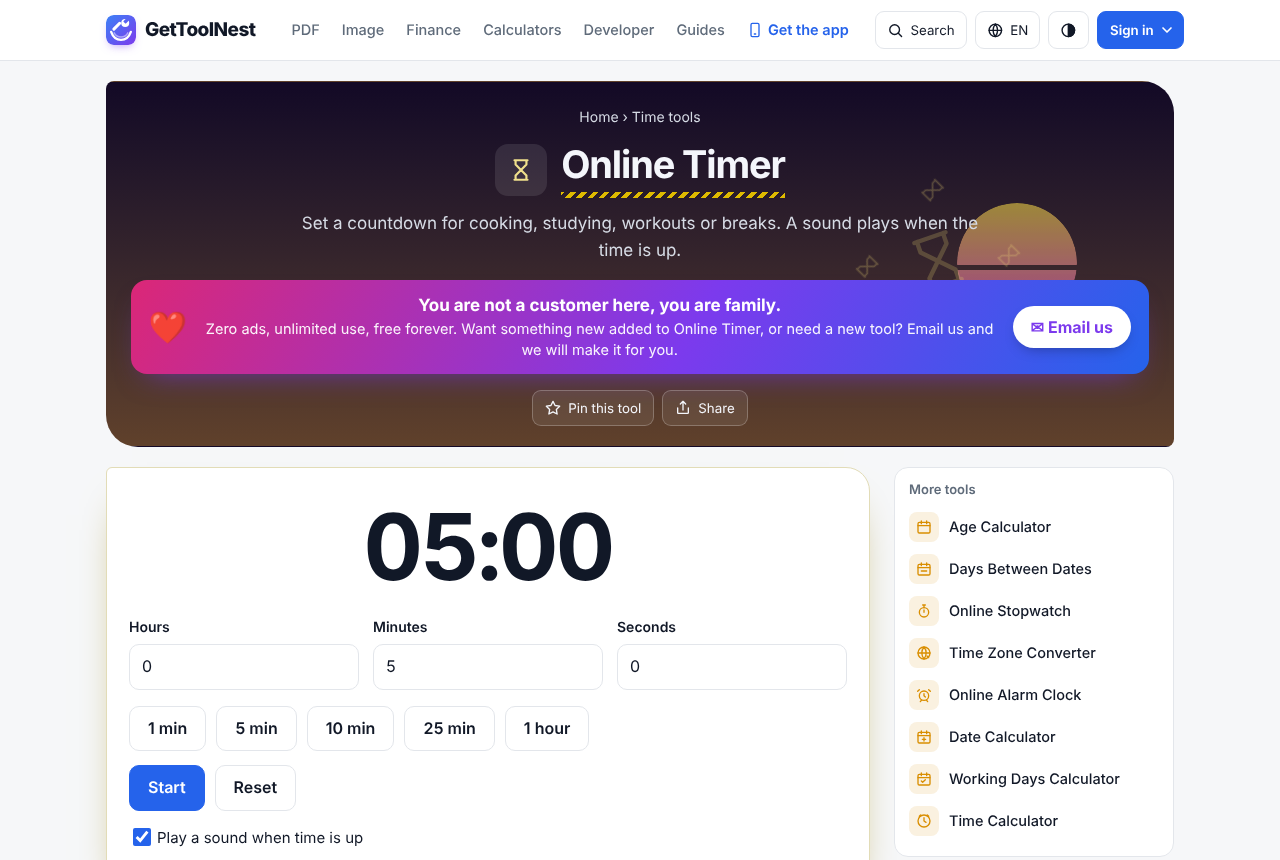 GetToolNest
PDF
Image
Finance
Calculators
Developer
Guides
Get the app
Search
EN
Sign in
Home › Time tools
Online Timer
Set a countdown for cooking, studying, workouts or breaks. A sound plays when the
time is up.
You are not a customer here, you are family.
Zero ads, unlimited use, free forever. Want something new added to Online Timer, or need a new tool? Email us and
we will make it for you.
✉ Email us
Pin this tool
Share
05:00
Hours
Minutes
Seconds
0
5
0
1 min
5 min
10 min
25 min
1 hour
Start
Reset
Play a sound when time is up
More tools
Age Calculator
Days Between Dates
Online Stopwatch
Time Zone Converter
Online Alarm Clock
Date Calculator
Working Days Calculator
Time Calculator